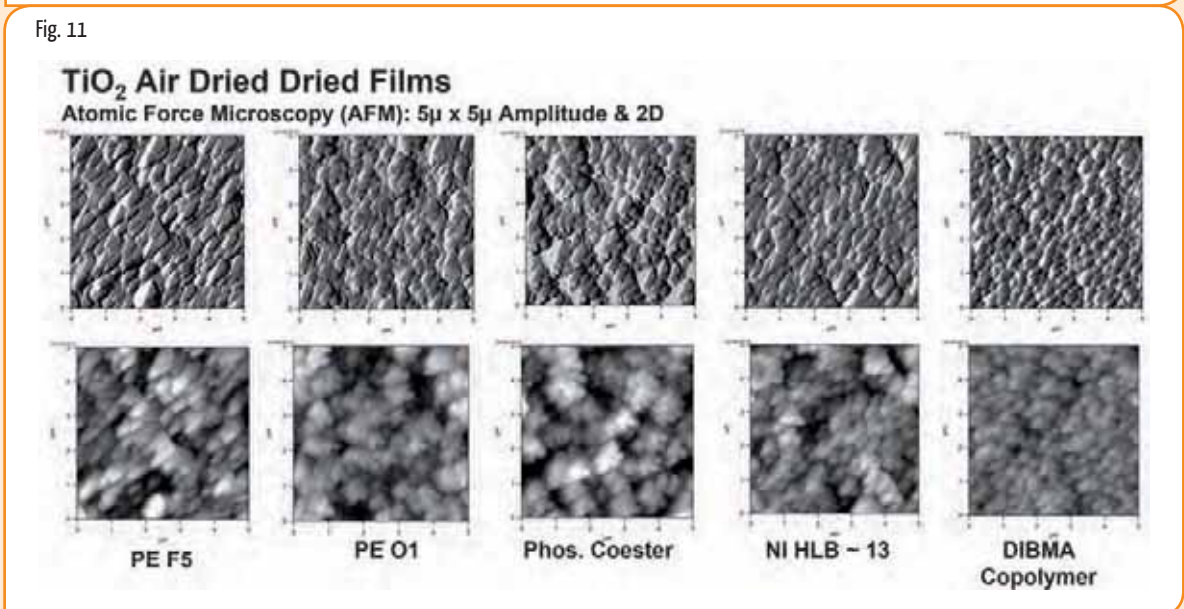 Fig. 11
TiO₂ Air Dried Dried Films
Atomic Force Microscopy (AFM): 5µ x 5µ Amplitude & 2D
PE F5
PE O1
Phos. Coester
NI HLB ~ 13
DIBMA
Copolymer